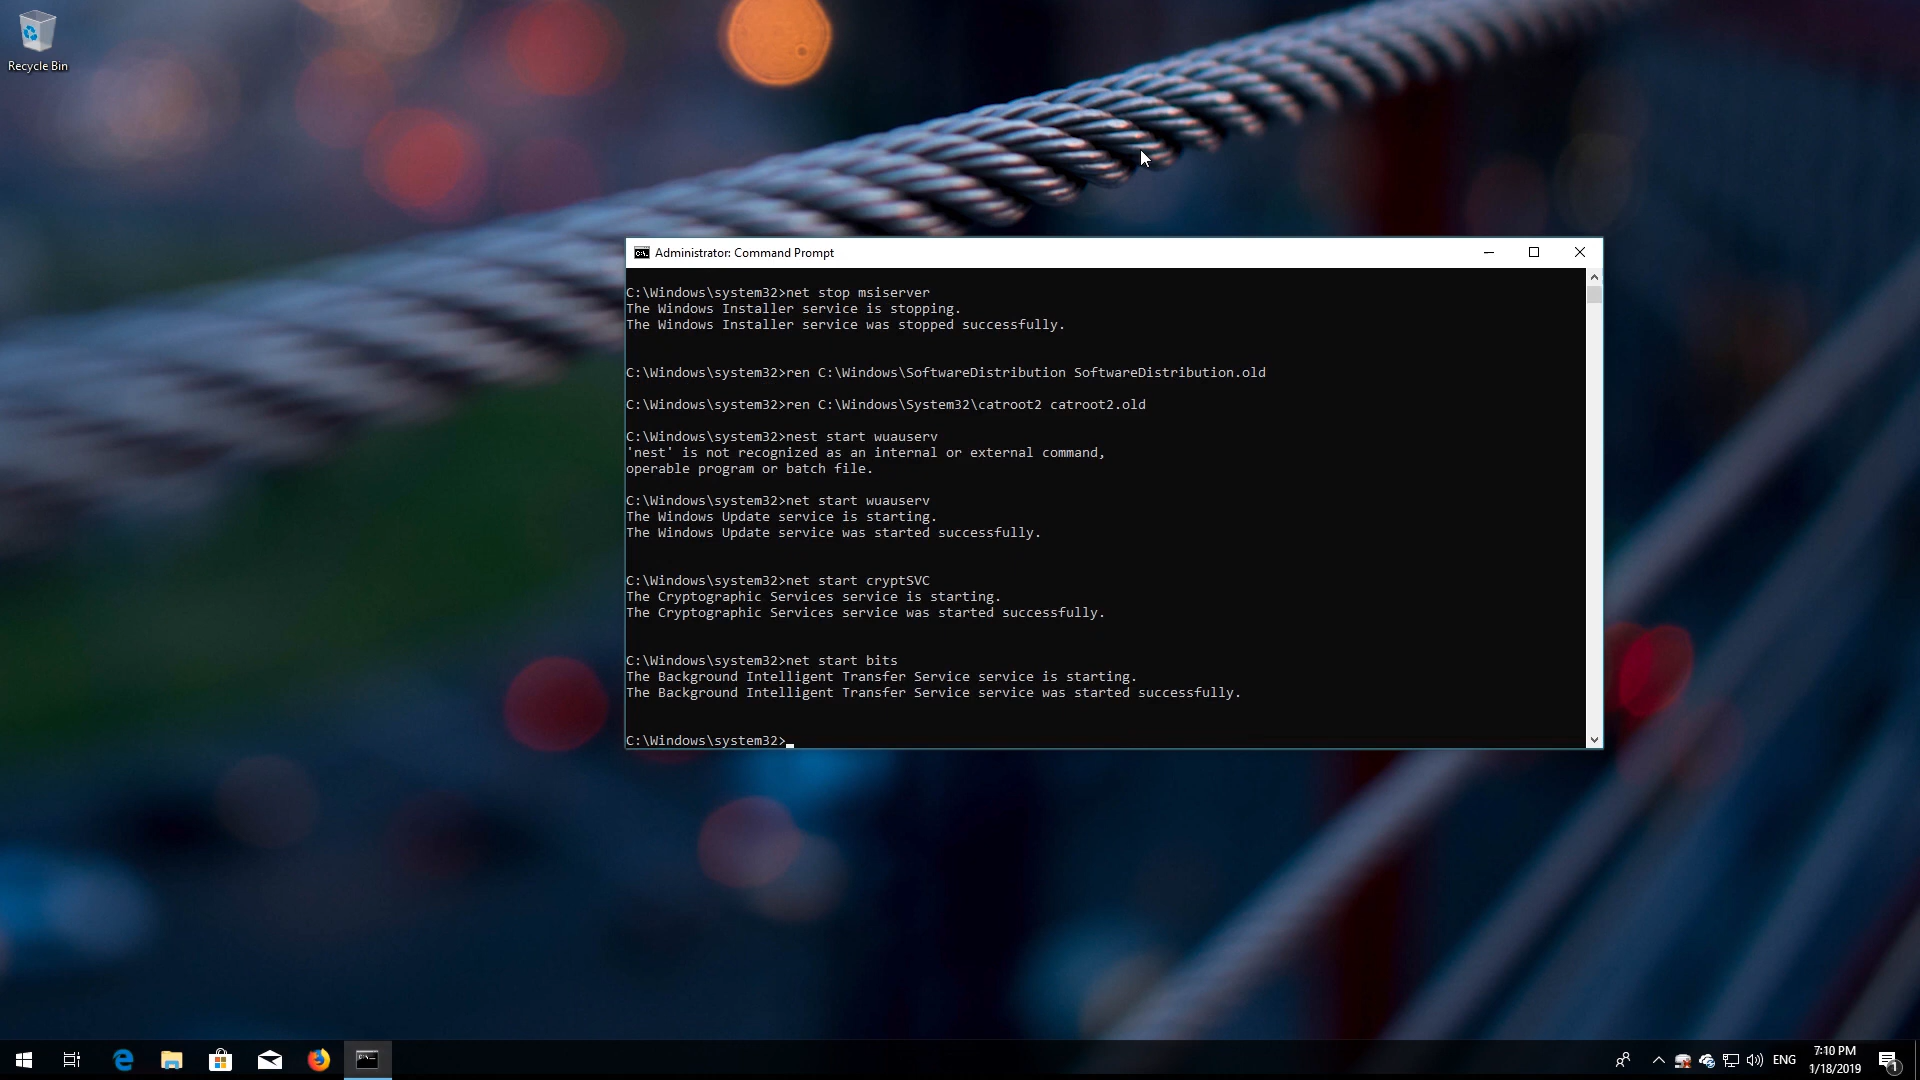 Recycle Bin
Administrator: Command Prompt
C:\Windows\system32>net stop msiserver
The Windows Installer service is stopping.
The Windows Installer service was stopped successfully.
C:\Windows\system32>ren C:\Windows\SoftwareDistribution SoftwareDistribution.old
C:\Windows\system32>ren C:\Windows\System32\catroot2 catroot2.old
C:\Windows\system32>nest start wuauserv
'nest' is not recognized as an internal or external command,
operable program or batch file.
C:\Windows\system32>net start wuauserv
The Windows Update service is starting.
The Windows Update service was started successfully.
C:\Windows\system32>net start cryptSVC
The Cryptographic Services service is starting.
The Cryptographic Services service was started successfully.
C:\Windows\system32>net start bits
The Background Intelligent Transfer Service service is starting.
The Background Intelligent Transfer Service service was started successfully.
C:\Windows\system32>
ENG
7:10 PM
1/18/2019
1